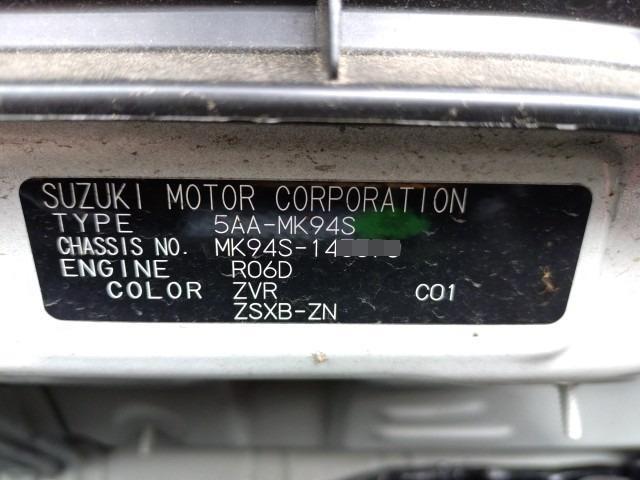 SUZUKI MOTOR CORPORATION
TYPE 5AA-MK94S
CHASSIS NO. MK94S-14
ENGINE R06D
COLOR ZVR C01
ZSXB-ZN